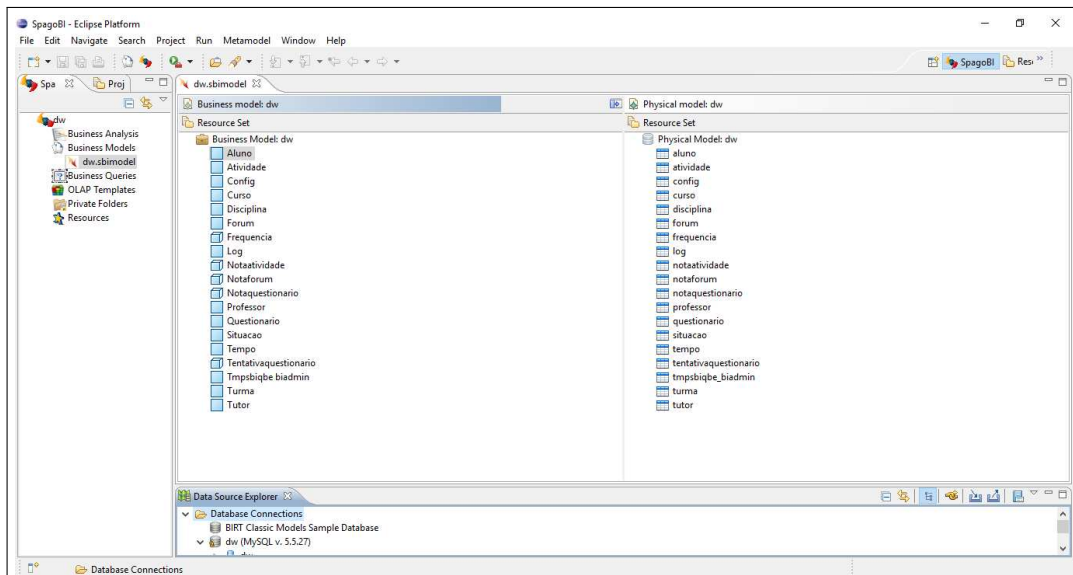 SpagoBI - Eclipse Platform
File Edit Navigate Search Project Run Metamodel Window Help
SpagoBI
Spa
Proj
dw
Business Analysis
Business Models
dw.sbimodel
Business Queries
OLAP Templates
Private Folders
Resources
dw.sbimodel
Business model: dw
Resource Set
Business Model: dw
Aluno
Atividade
Config
Curso
Disciplina
Forum
Frequencia
Log
Notaatividade
Notaforum
Notaquestionario
Professor
Questionario
Situacao
Tempo
Tentativaquestionario
Tmpsbiqbe biadmin
Turma
Tutor
Physical model: dw
Resource Set
Physical Model: dw
aluno
atividade
config
curso
disciplina
forum
frequencia
log
notaatividade
notaforum
notaquestionario
professor
questionario
situacao
tempo
tentativaquestionario
tmpsbiqbe_biadmin
turma
tutor
Data Source Explorer
Database Connections
BIRT Classic Models Sample Database
dw (MySQL v. 5.5.27)
Database Connections